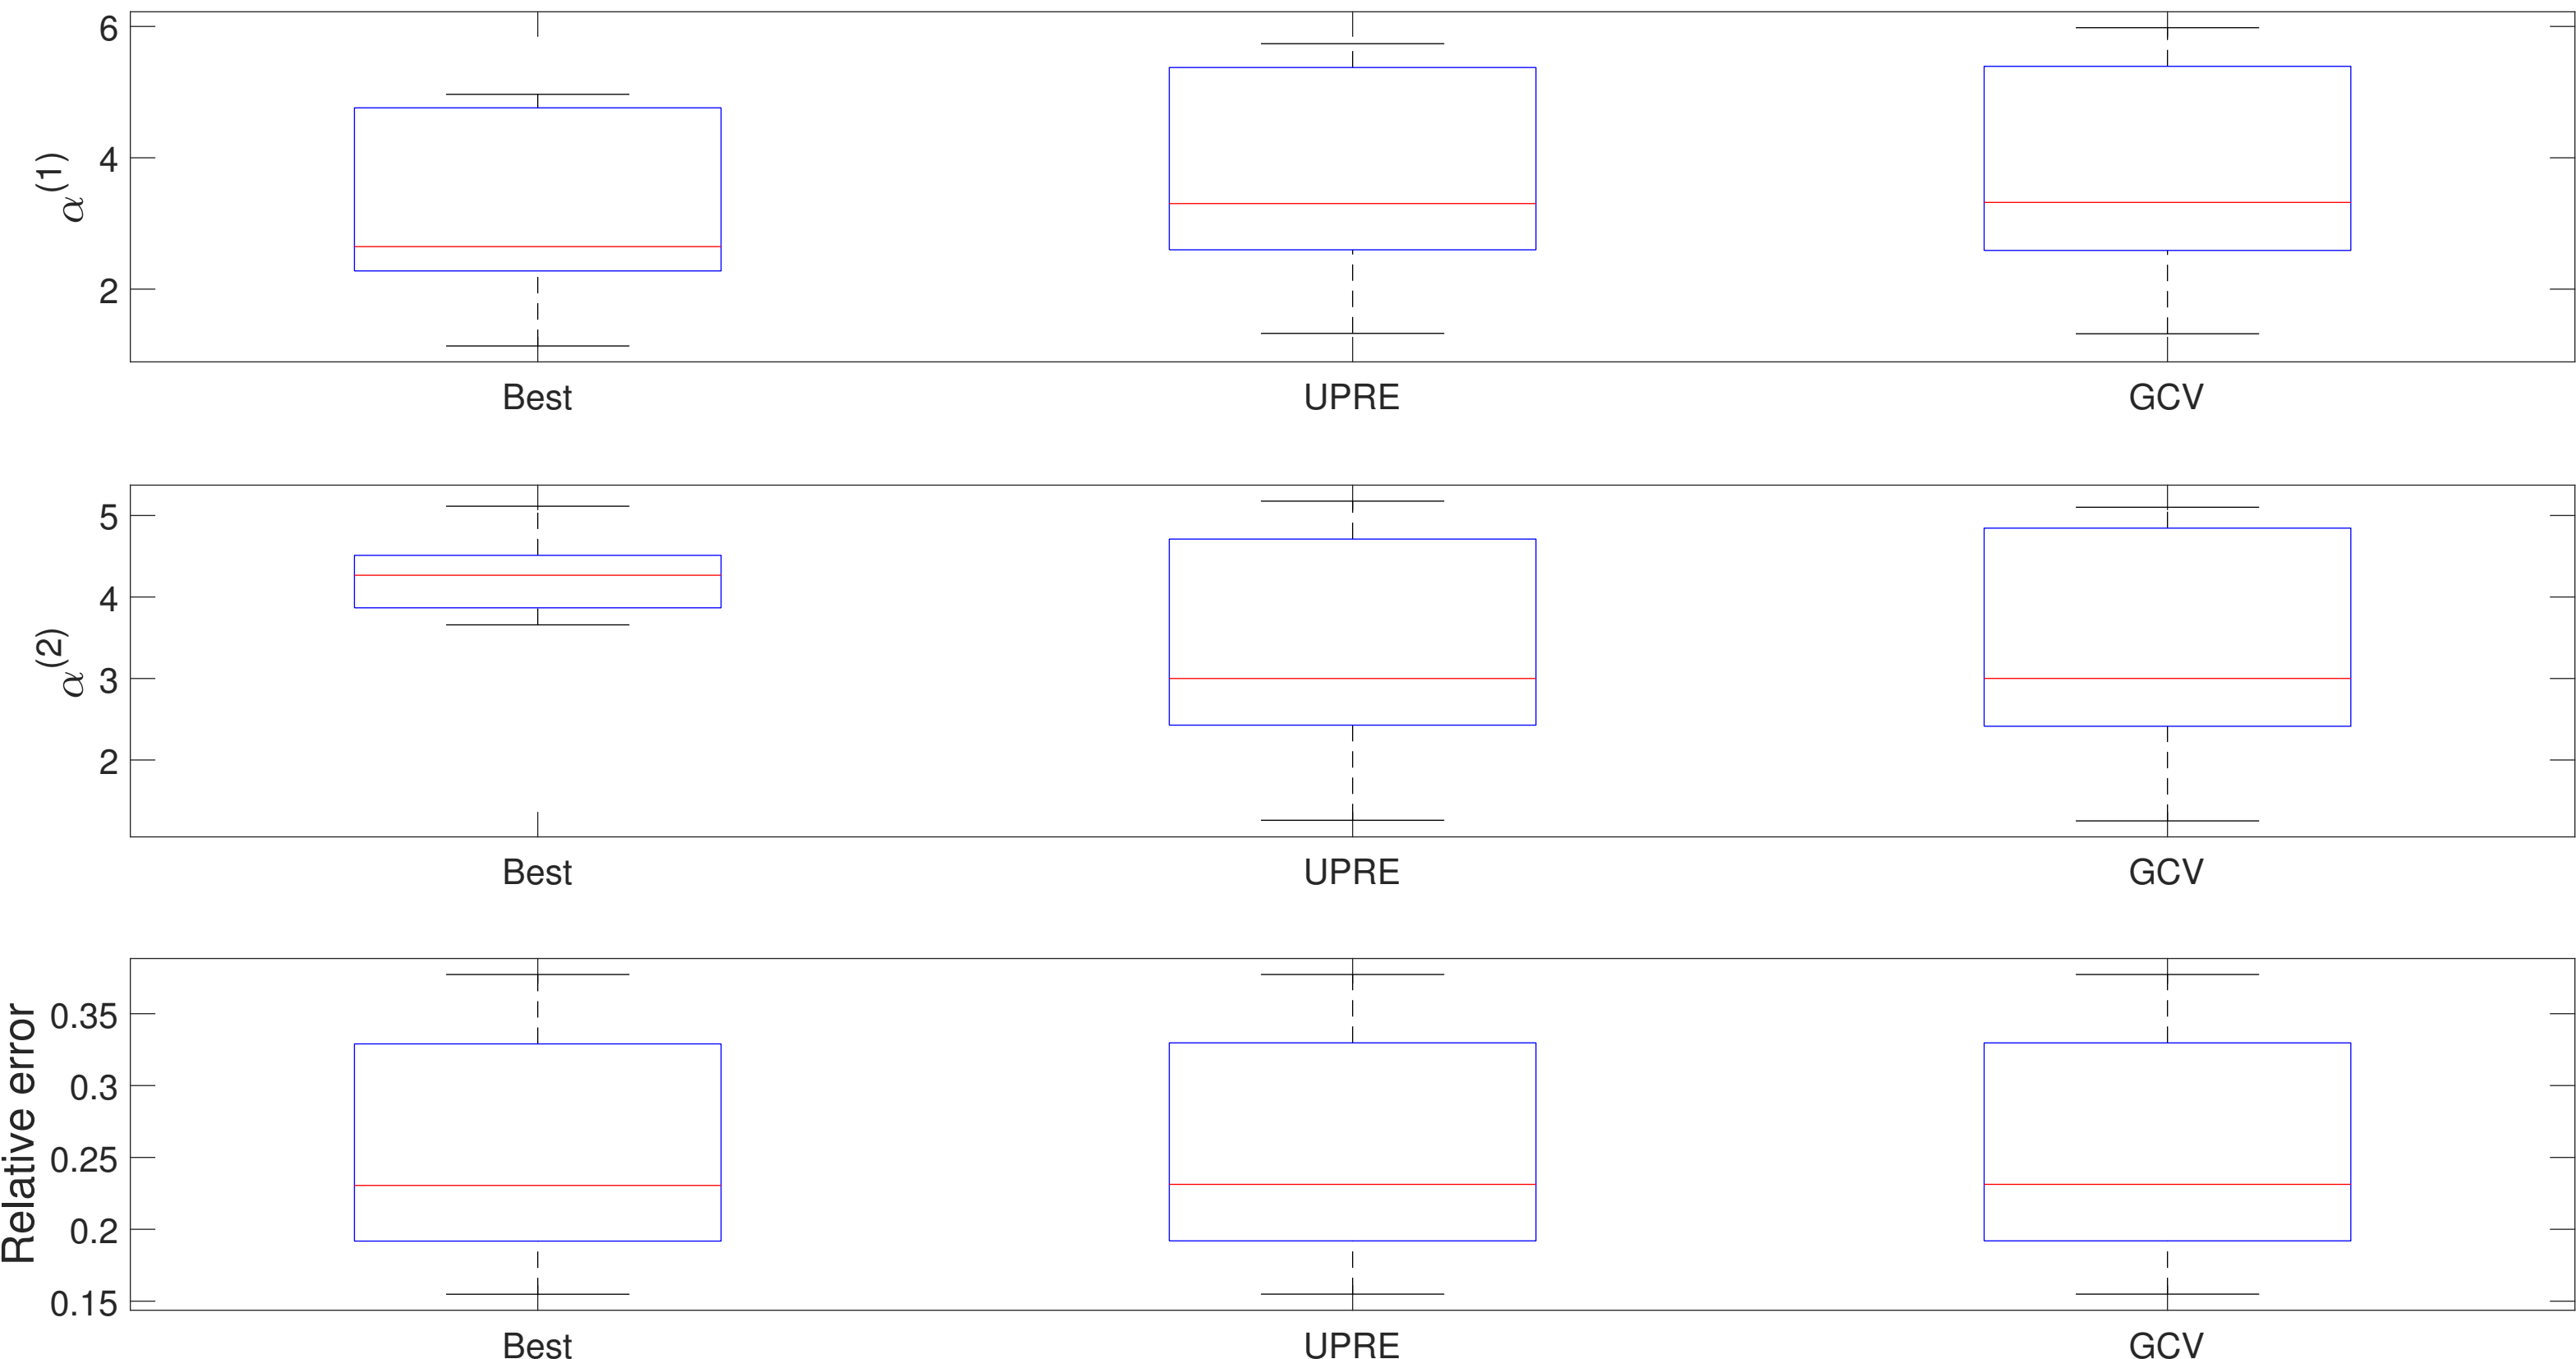 6
4
2
α^(1)
Best UPRE GCV
5
4
3
2
α^(2)
Best UPRE GCV
0.35
0.3
0.25
0.2
0.15
Relative error
Best UPRE GCV